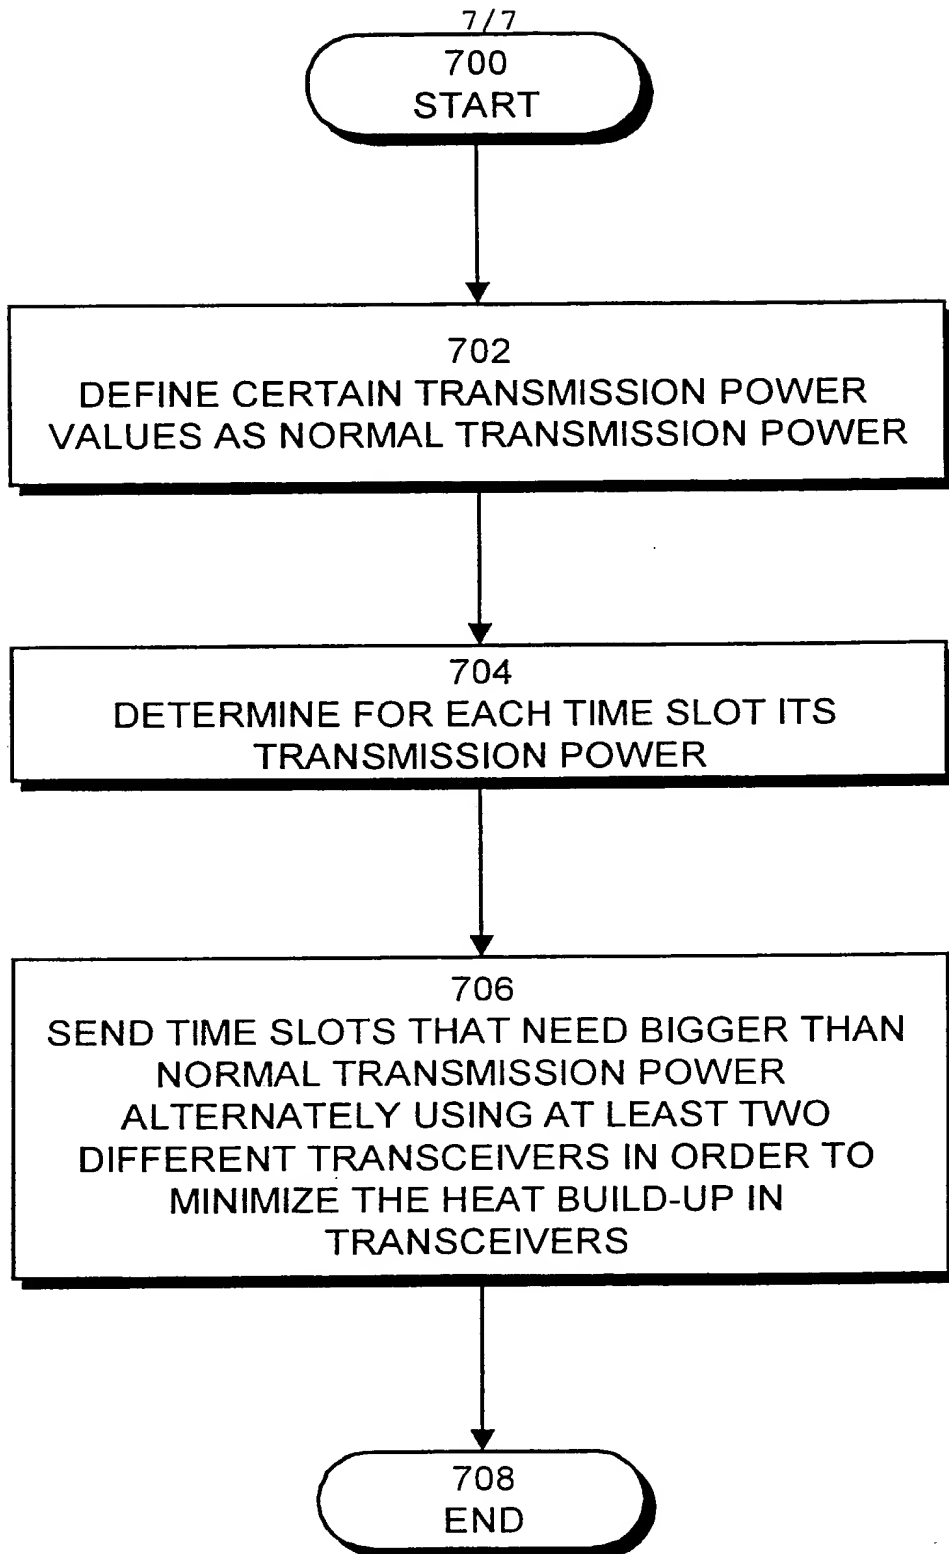 7/7
700
START
702
DEFINE CERTAIN TRANSMISSION POWER
VALUES AS NORMAL TRANSMISSION POWER
704
DETERMINE FOR EACH TIME SLOT ITS
TRANSMISSION POWER
706
SEND TIME SLOTS THAT NEED BIGGER THAN
NORMAL TRANSMISSION POWER
ALTERNATELY USING AT LEAST TWO
DIFFERENT TRANSCEIVERS IN ORDER TO
MINIMIZE THE HEAT BUILD-UP IN
TRANSCEIVERS
708
END